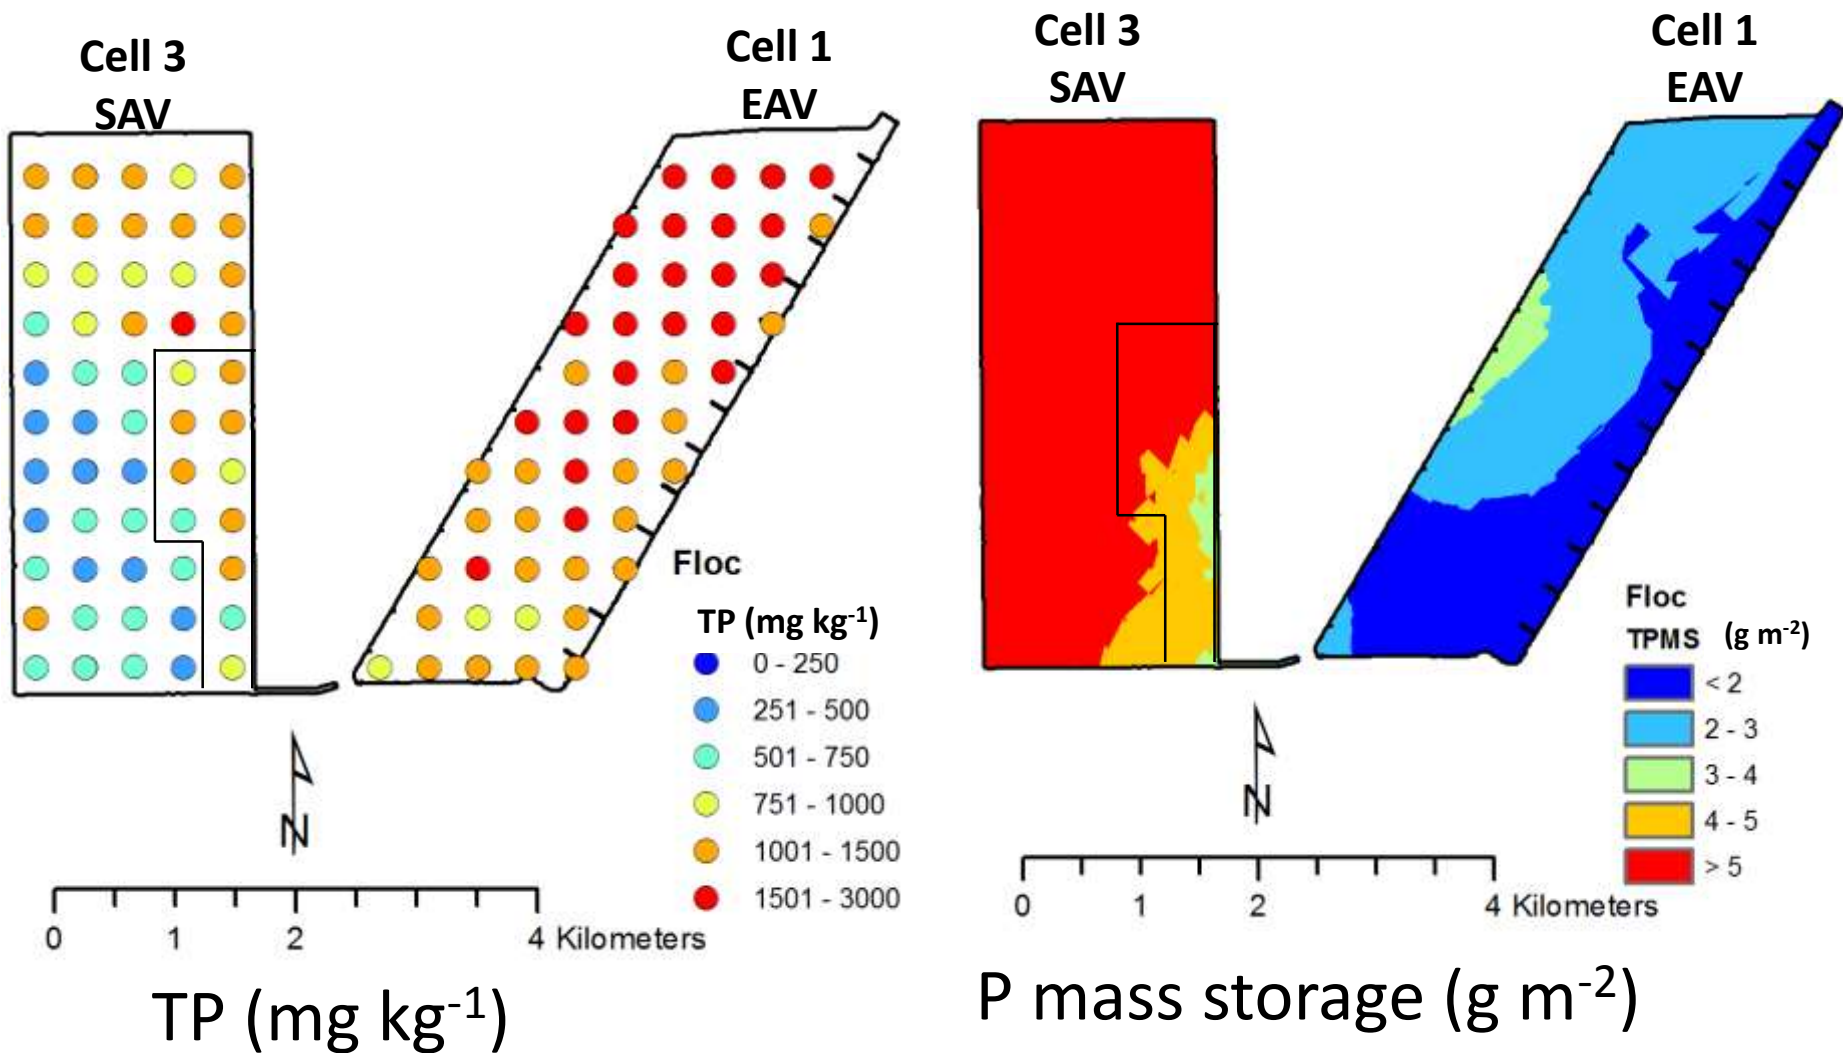 Cell 3
SAV
Cell 1
EAV
Floc
TP (mg kg⁻¹)
0 - 250
251 - 500
501 - 750
751 - 1000
1001 - 1500
1501 - 3000
N
0 1 2 4 Kilometers
TP (mg kg⁻¹)
Cell 3
SAV
Cell 1
EAV
Floc
TPMS (g m⁻²)
< 2
2 - 3
3 - 4
4 - 5
> 5
N
0 1 2 4 Kilometers
P mass storage (g m⁻²)